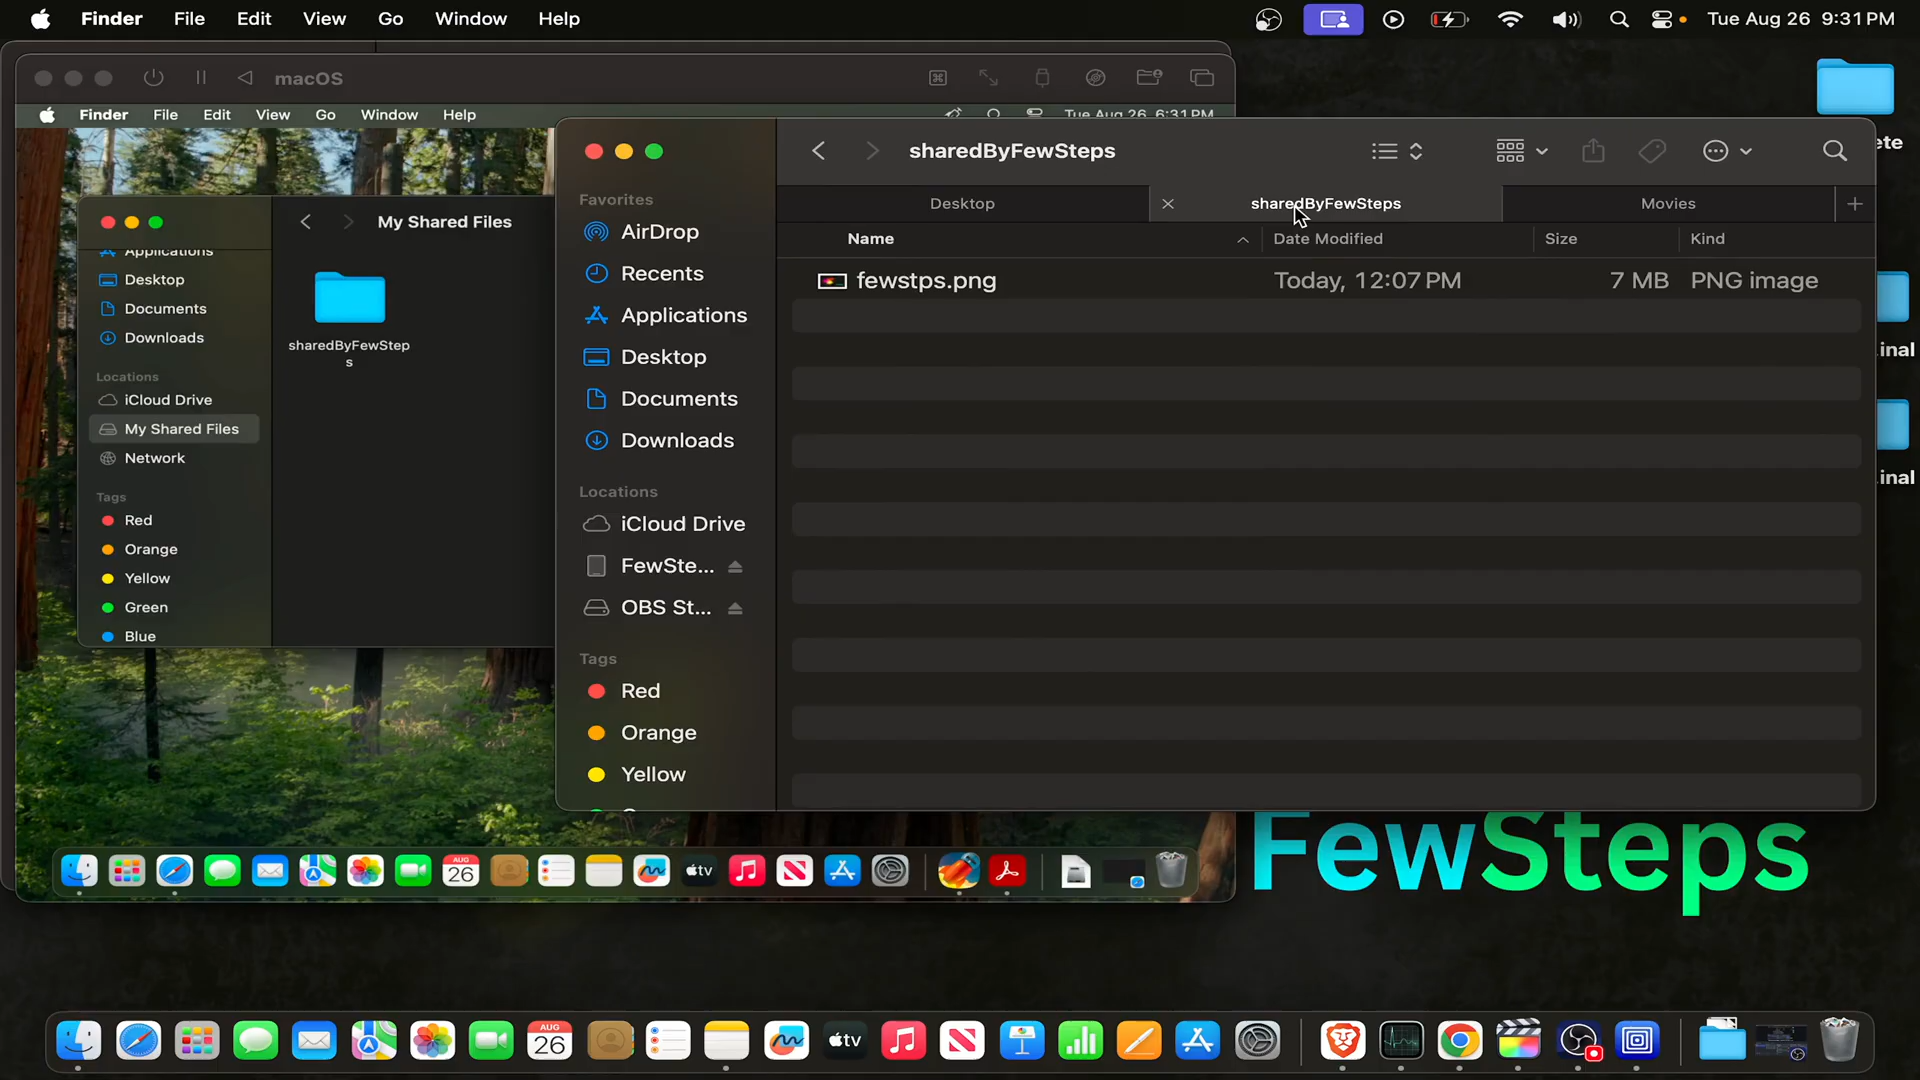 Finder File Edit View Go Window Help
Tue Aug 26 9:31 PM
macOS
Finder File Edit View Go Window Help
Tue Aug 26 6:31 PM
My Shared Files
Applications
Desktop
Documents
Downloads
Locations
iCloud Drive
My Shared Files
Network
Tags
Red
Orange
Yellow
Green
Blue
sharedByFewStep
s
sharedByFewSteps
Favorites
AirDrop
Recents
Applications
Desktop
Documents
Downloads
Locations
iCloud Drive
FewSte...
OBS St...
Tags
Red
Orange
Yellow
Desktop sharedByFewSteps Movies
Name Date Modified Size Kind
fewstps.png Today, 12:07 PM 7 MB PNG image
ete
.inal
.inal
FewSteps
AUG
26
tv
AUG
26
tv